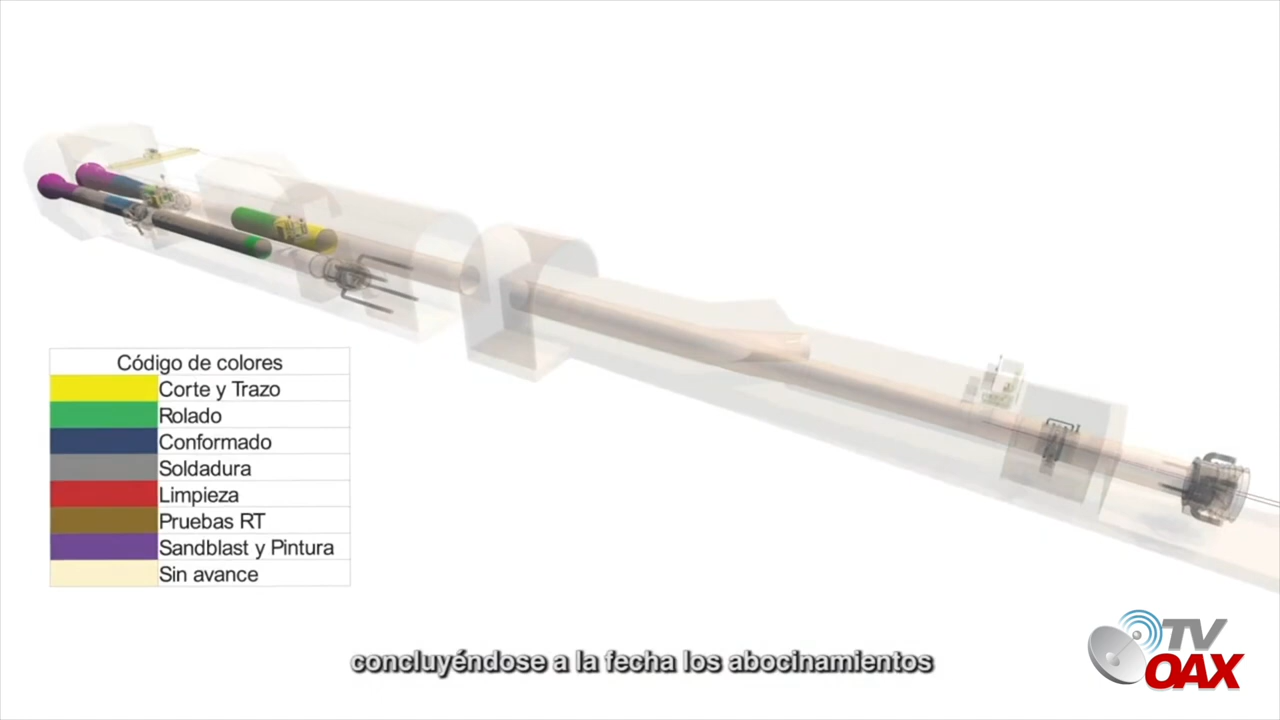 Código de colores
Corte y Trazo
Rolado
Conformado
Soldadura
Limpieza
Pruebas RT
Sandblast y Pintura
Sin avance
concluyéndose a la fecha los abocinamientos
TV
OAX